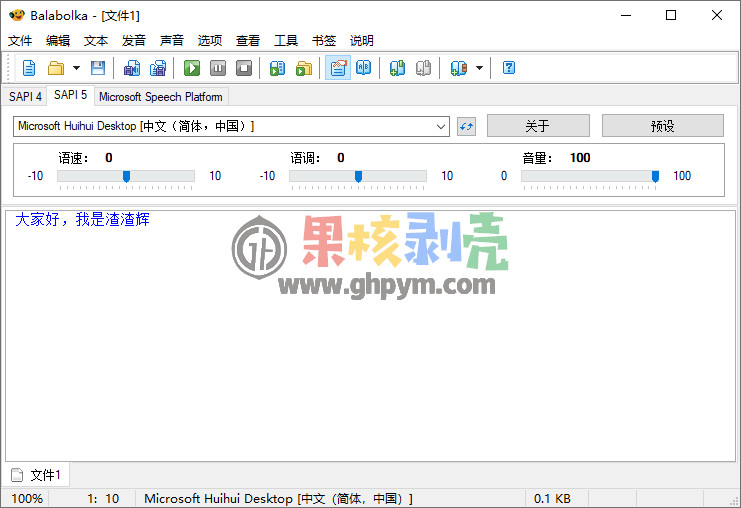 Balabolka - [文件1]
文件 编辑 文本 发音 声音 选项 查看 工具 书签 说明
SAPI 4 SAPI 5 Microsoft Speech Platform
Microsoft Huihui Desktop [中文（简体，中国）] 关于 预设
语速： 0 语调： 0 音量： 100
-10 10 -10 10 0 100
大家好，我是渣渣辉
果核剥壳
www.ghpym.com
文件1
100% 1: 10 Microsoft Huihui Desktop [中文（简体，中国）] 0.1 KB